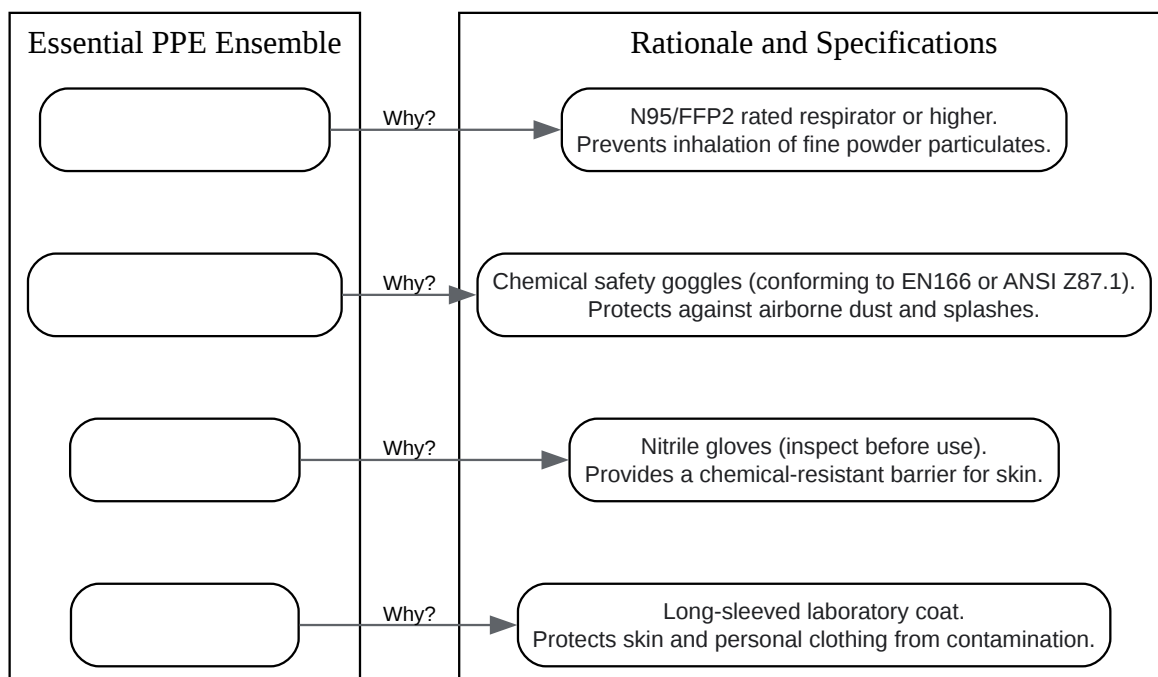 Essential PPE Ensemble
Rationale and Specifications
Why?
N95/FFP2 rated respirator or higher.
Prevents inhalation of fine powder particulates.
Why?
Chemical safety goggles (conforming to EN166 or ANSI Z87.1).
Protects against airborne dust and splashes.
Why?
Nitrile gloves (inspect before use).
Provides a chemical-resistant barrier for skin.
Why?
Long-sleeved laboratory coat.
Protects skin and personal clothing from contamination.